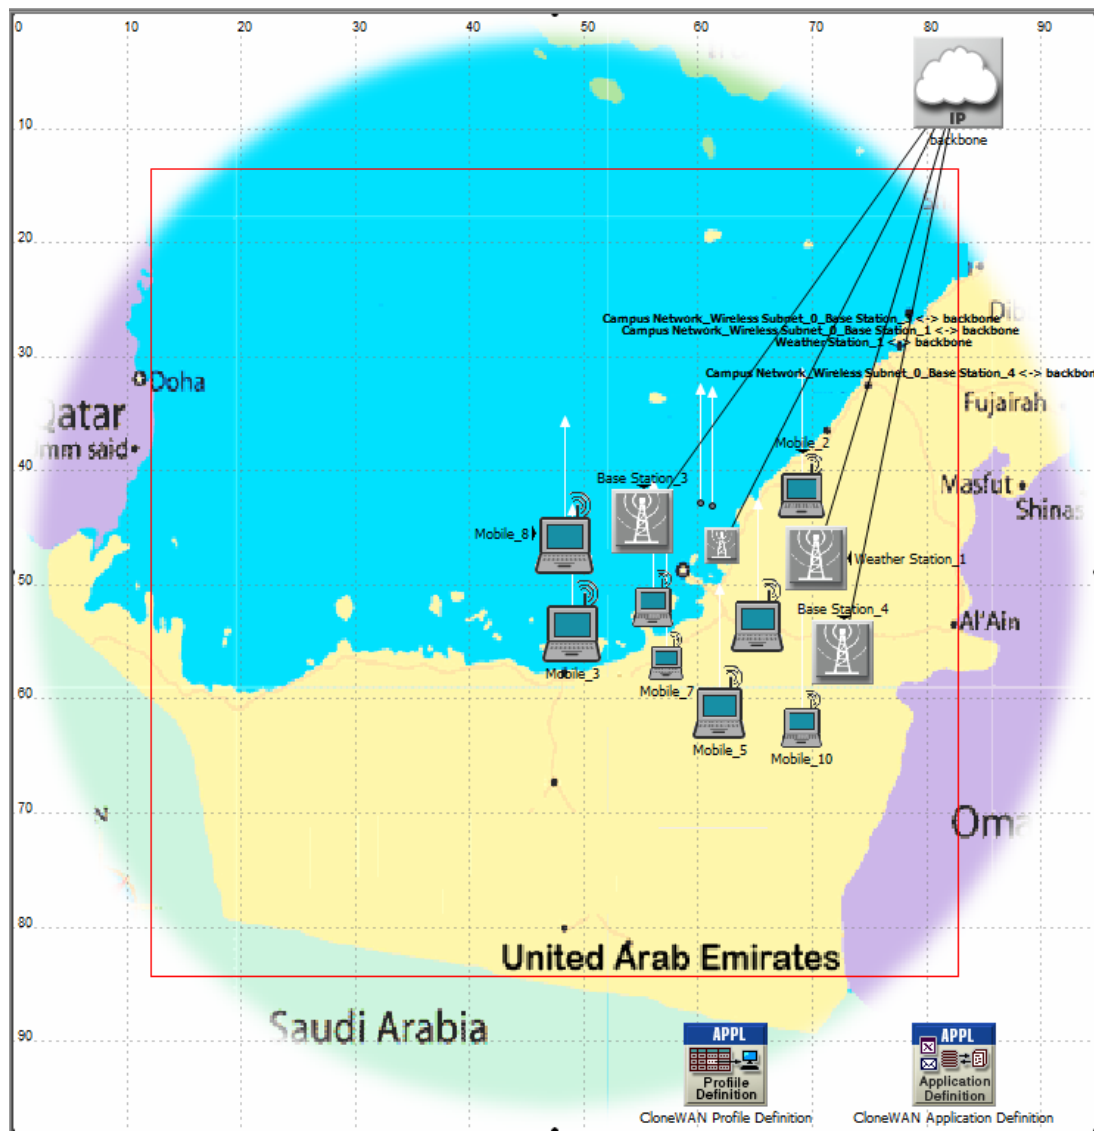 0 10 20 30 40 50 60 70 80 90
IP
backbone
10
20
Campus Network_Wireless Subnet_0_Base Station_3 <-> backbone
Campus Network_Wireless Subnet_0_Base Station_1 <-> backbone
Weather Station_1 <-> backbone
30
Doha
Campus Network_Wireless Subnet_0_Base Station_4 <-> backbon
Fujairah
Qatar
mm said
Mobile_2
40
Base Station_3
Masfut
Shinas
Mobile_8
Weather Station_1
50
Base Station_4
Al'Ain
Mobile_3
Mobile_7
60
Mobile_5
Mobile_10
70
N
Oma
80
United Arab Emirates
Saudi Arabia
90
APPL
Profile
Definition
CloneWAN Profile Definition
APPL
Application
Definition
CloneWAN Application Definition